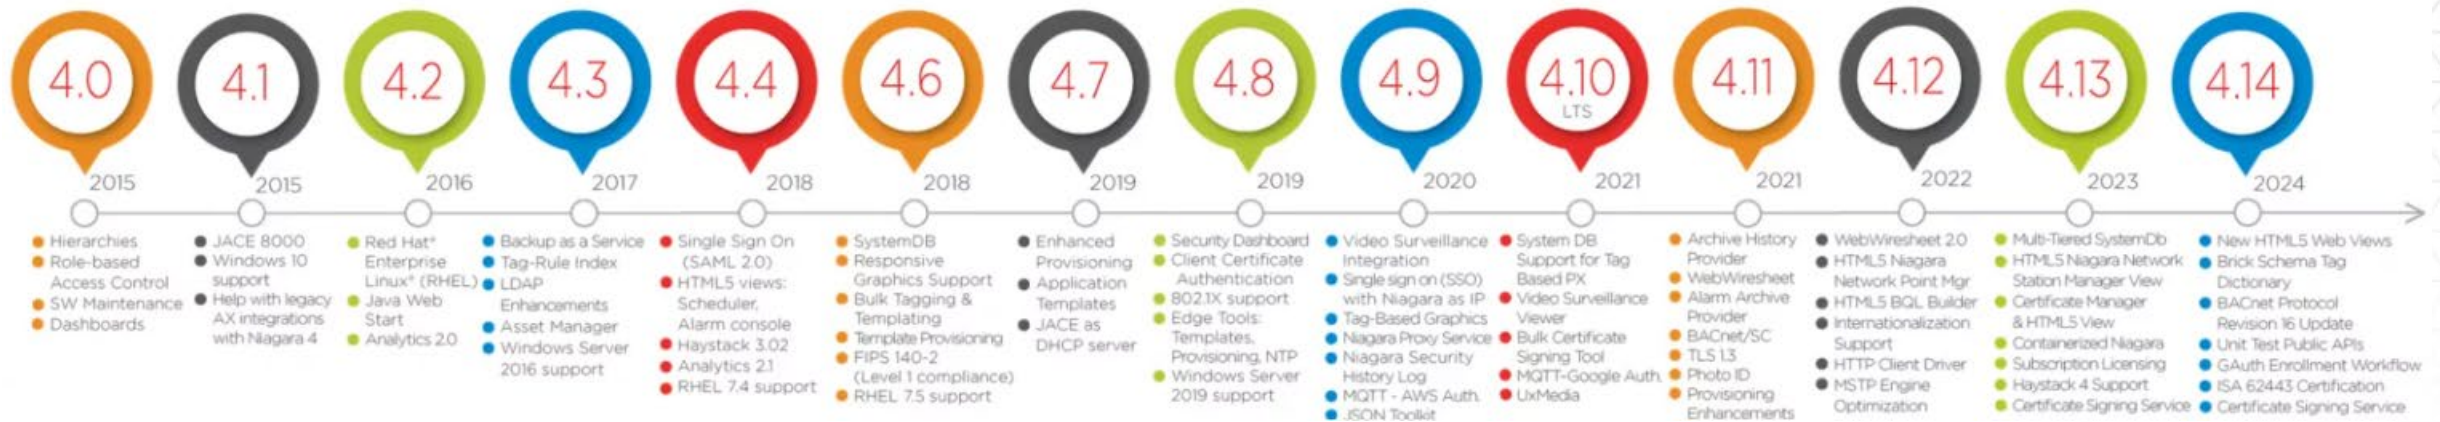 4.0
2015
Hierarchies
Role-based
Access Control
SW Maintenance
Dashboards
4.1
2015
JACE 8000
Windows 10
support
Help with legacy
AX integrations
with Niagara 4
4.2
2016
Red Hat®
Enterprise
Linux® (RHEL)
Java Web
Start
Analytics 2.0
4.3
2017
Backup as a Service
Tag-Rule Index
LDAP
Enhancements
Asset Manager
Windows Server
2016 support
4.4
2018
Single Sign On
(SAML 2.0)
HTML5 views:
Scheduler,
Alarm console
Haystack 3.02
Analytics 2.1
RHEL 7.4 support
4.6
2018
SystemDB
Responsive
Graphics Support
Bulk Tagging &
Templating
Template Provisioning
FIPS 140-2
(Level 1 compliance)
RHEL 7.5 support
4.7
2019
Enhanced
Provisioning
Application
Templates
JACE as
DHCP server
4.8
2019
Security Dashboard
Client Certificate
Authentication
802.1X support
Edge Tools:
Templates,
Provisioning, NTP
Windows Server
2019 support
4.9
2020
Video Surveillance
Integration
Single sign on (SSO)
with Niagara as IP
Tag-Based Graphics
Niagara Proxy Service
Niagara Security
History Log
MQTT - AWS Auth.
JSON Toolkit
4.10
LTS
2021
System DB
Support for Tag
Based PX
Video Surveillance
Viewer
Bulk Certificate
Signing Tool
MQTT-Google Auth.
UxMedia
4.11
2021
Archive History
Provider
WebWiresheet
Alarm Archive
Provider
BACnet/SC
TLS 1.3
Photo ID
Provisioning
Enhancements
4.12
2022
WebWiresheet 2.0
HTML5 Niagara
Network Point Mgr
HTML5 BQL Builder
Internationalization
Support
HTTP Client Driver
MSTP Engine
Optimization
4.13
2023
Multi-Tiered SystemDb
HTML5 Niagara Network
Station Manager View
Certificate Manager
& HTML5 View
Containerized Niagara
Subscription Licensing
Haystack 4 Support
Certificate Signing Service
4.14
2024
New HTML5 Web Views
Brick Schema Tag
Dictionary
BACnet Protocol
Revision 16 Update
Unit Test Public APIs
GAuth Enrollment Workflow
ISA 62443 Certification
Certificate Signing Service